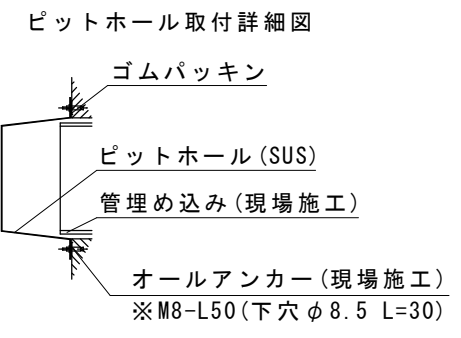 ピットホール取付詳細図
ゴムパッキン
ピットホール(SUS)
管埋め込み(現場施工)
オールアンカー(現場施工)
※M8-L50(下穴φ8.5 L=30)